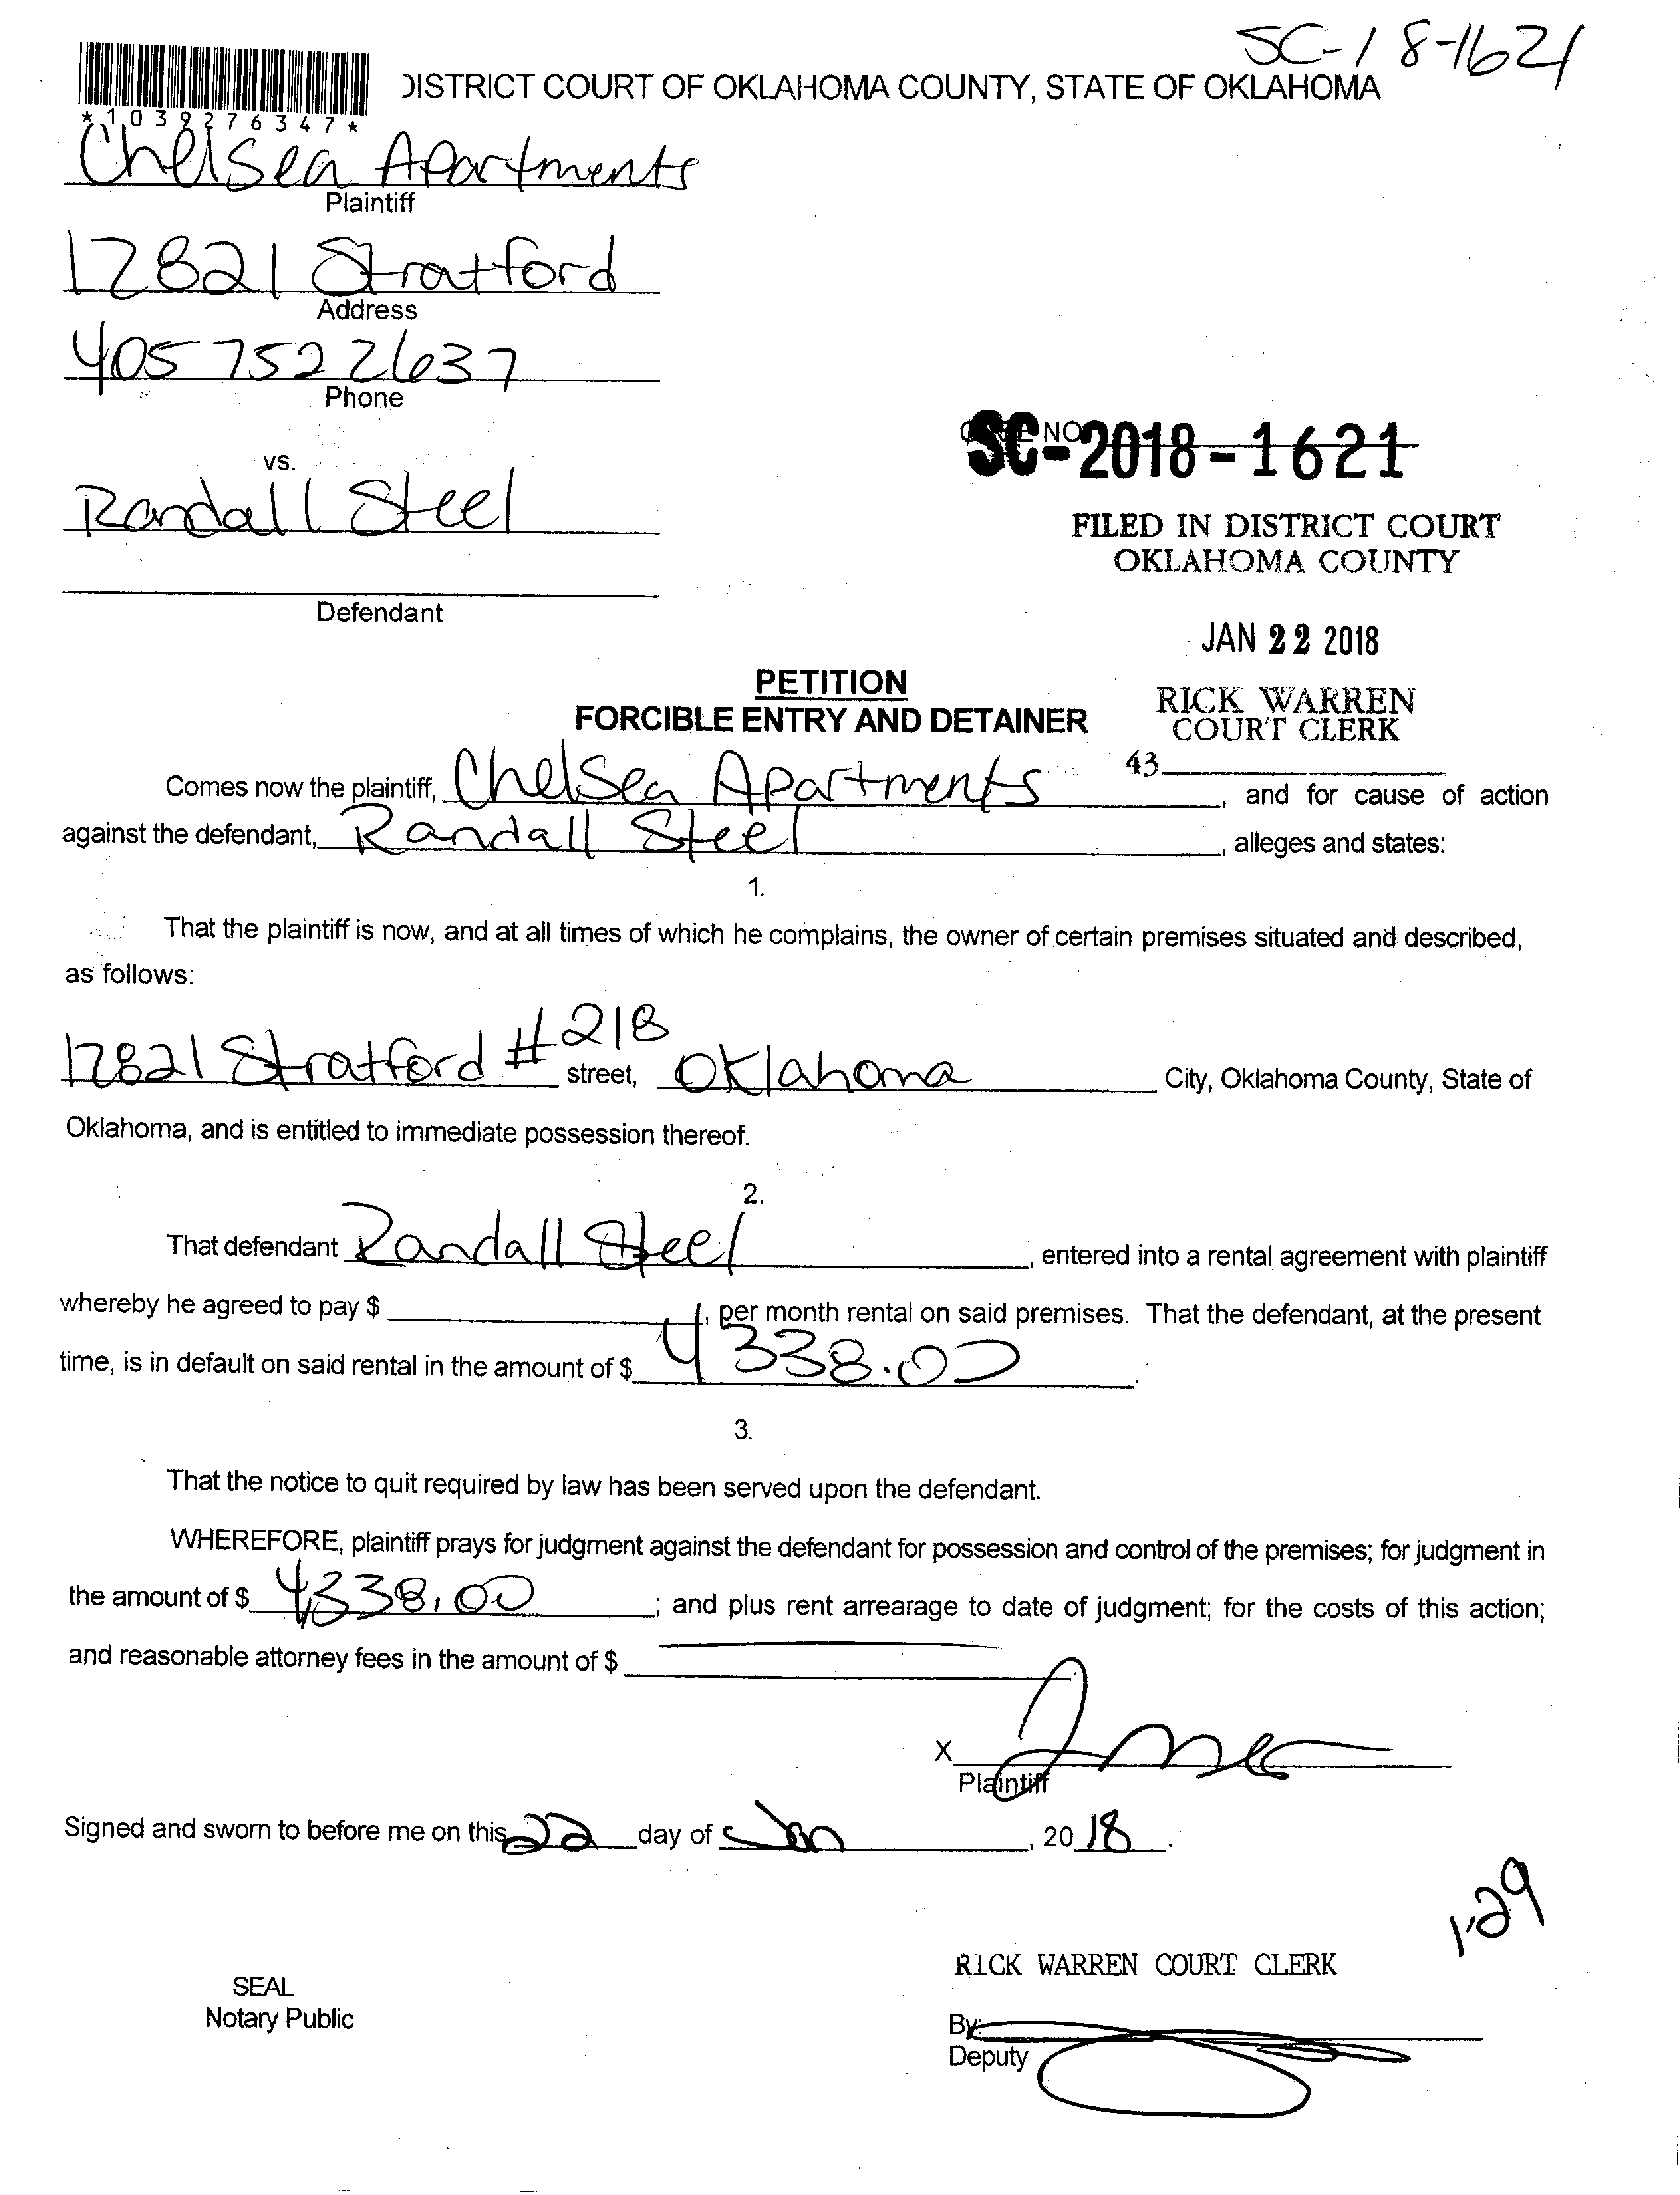 SC-18-1621
DISTRICT COURT OF OKLAHOMA COUNTY, STATE OF OKLAHOMA
*1039276347*
Chelsea Apartments
Plaintiff
12821 Stratford
Address
405 752 2637
Phone
SC-2018-1621
vs.
Randall Steel
FILED IN DISTRICT COURT
OKLAHOMA COUNTY
Defendant
JAN 22 2018
PETITION
RICK WARREN
FORCIBLE ENTRY AND DETAINER
COURT CLERK
43
Comes now the plaintiff, Chelsea Apartments, and for cause of action
against the defendant, Randall Steel, alleges and states:
1.
That the plaintiff is now, and at all times of which he complains, the owner of certain premises situated and described,
as follows:
12821 Stratford #218 street, Oklahoma City, Oklahoma County, State of
Oklahoma, and is entitled to immediate possession thereof.
2.
That defendant Randall Steel, entered into a rental agreement with plaintiff
whereby he agreed to pay $, per month rental on said premises. That the defendant, at the present
time, is in default on said rental in the amount of $ 4338.00.
3.
That the notice to quit required by law has been served upon the defendant.
WHEREFORE, plaintiff prays for judgment against the defendant for possession and control of the premises; for judgment in
the amount of $ 4338.00; and plus rent arrearage to date of judgment; for the costs of this action;
and reasonable attorney fees in the amount of $
X
Plaintiff
Signed and sworn to before me on this 22 day of Jan, 2018.
1-29
RICK WARREN COURT CLERK
SEAL
Notary Public
By:
Deputy